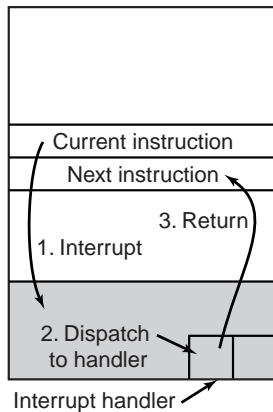 Current instruction
Next instruction
3. Return
1. Interrupt
2. Dispatch
to handler
Interrupt handler